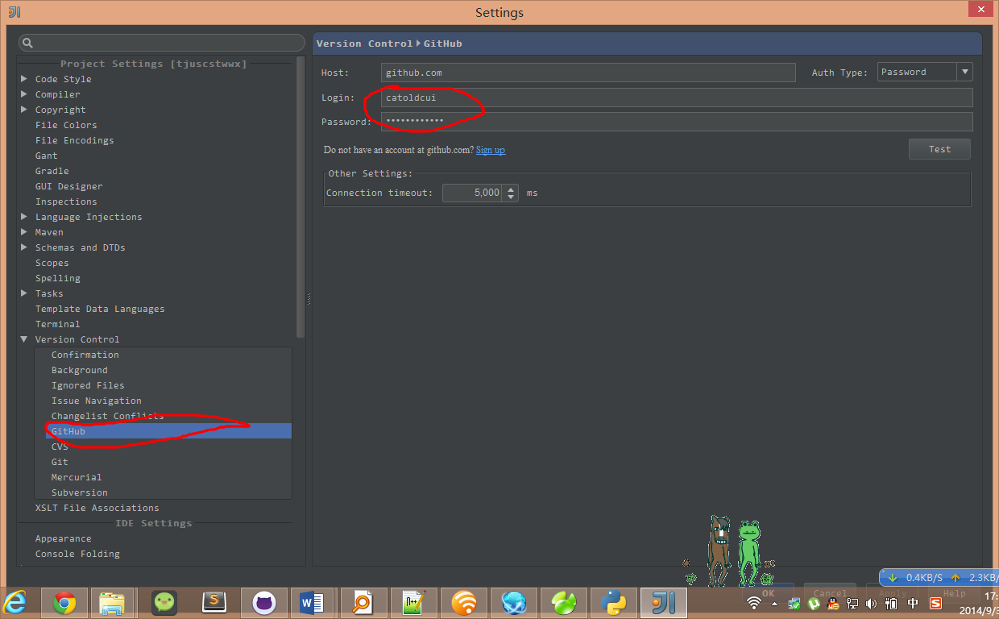 Settings
Project Settings [tjuscstwwx]
Code Style
Compiler
Copyright
File Colors
File Encodings
Gant
Gradle
GUI Designer
Inspections
Language Injections
Maven
Schemas and DTDs
Scopes
Spelling
Tasks
Template Data Languages
Terminal
Version Control
Confirmation
Background
Ignored Files
Issue Navigation
Changelist Conflicts
GitHub
CVS
Git
Mercurial
Subversion
XSLT File Associations
IDE Settings
Appearance
Console Folding
Version Control GitHub
Host: github.com Auth Type: Password
Login: catoldcui
Password: ••••••••••••
Do not have an account at github.com? Sign up
Test
Other Settings:
Connection timeout: 5,000 ms
0.4KB/S 2.3KB/
OK Cancel Apply Help
中
17:
2014/9/3